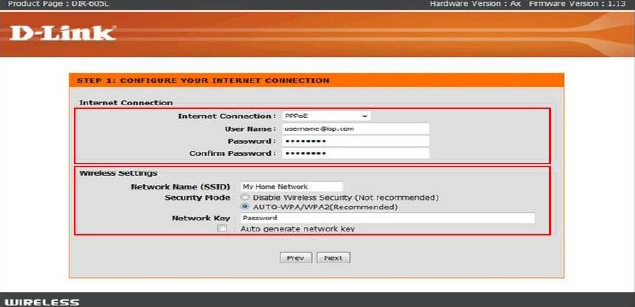 Product Page : DIR-605L Hardware Version : Ax Firmware Version : 1.13
D-Link
STEP 1: CONFIGURE YOUR INTERNET CONNECTION
Internet Connection
Internet Connection : PPPoE
User Name : username@isp.com
Password : ••••••••
Confirm Password : ••••••••
Wireless Settings
Network Name (SSID) My Home Network
Security Mode Disable Wireless Security (Not recommended)
AUTO-WPA/WPA2(Recommended)
Network Key : Password
Auto generate network key
Prev Next
WIRELESS